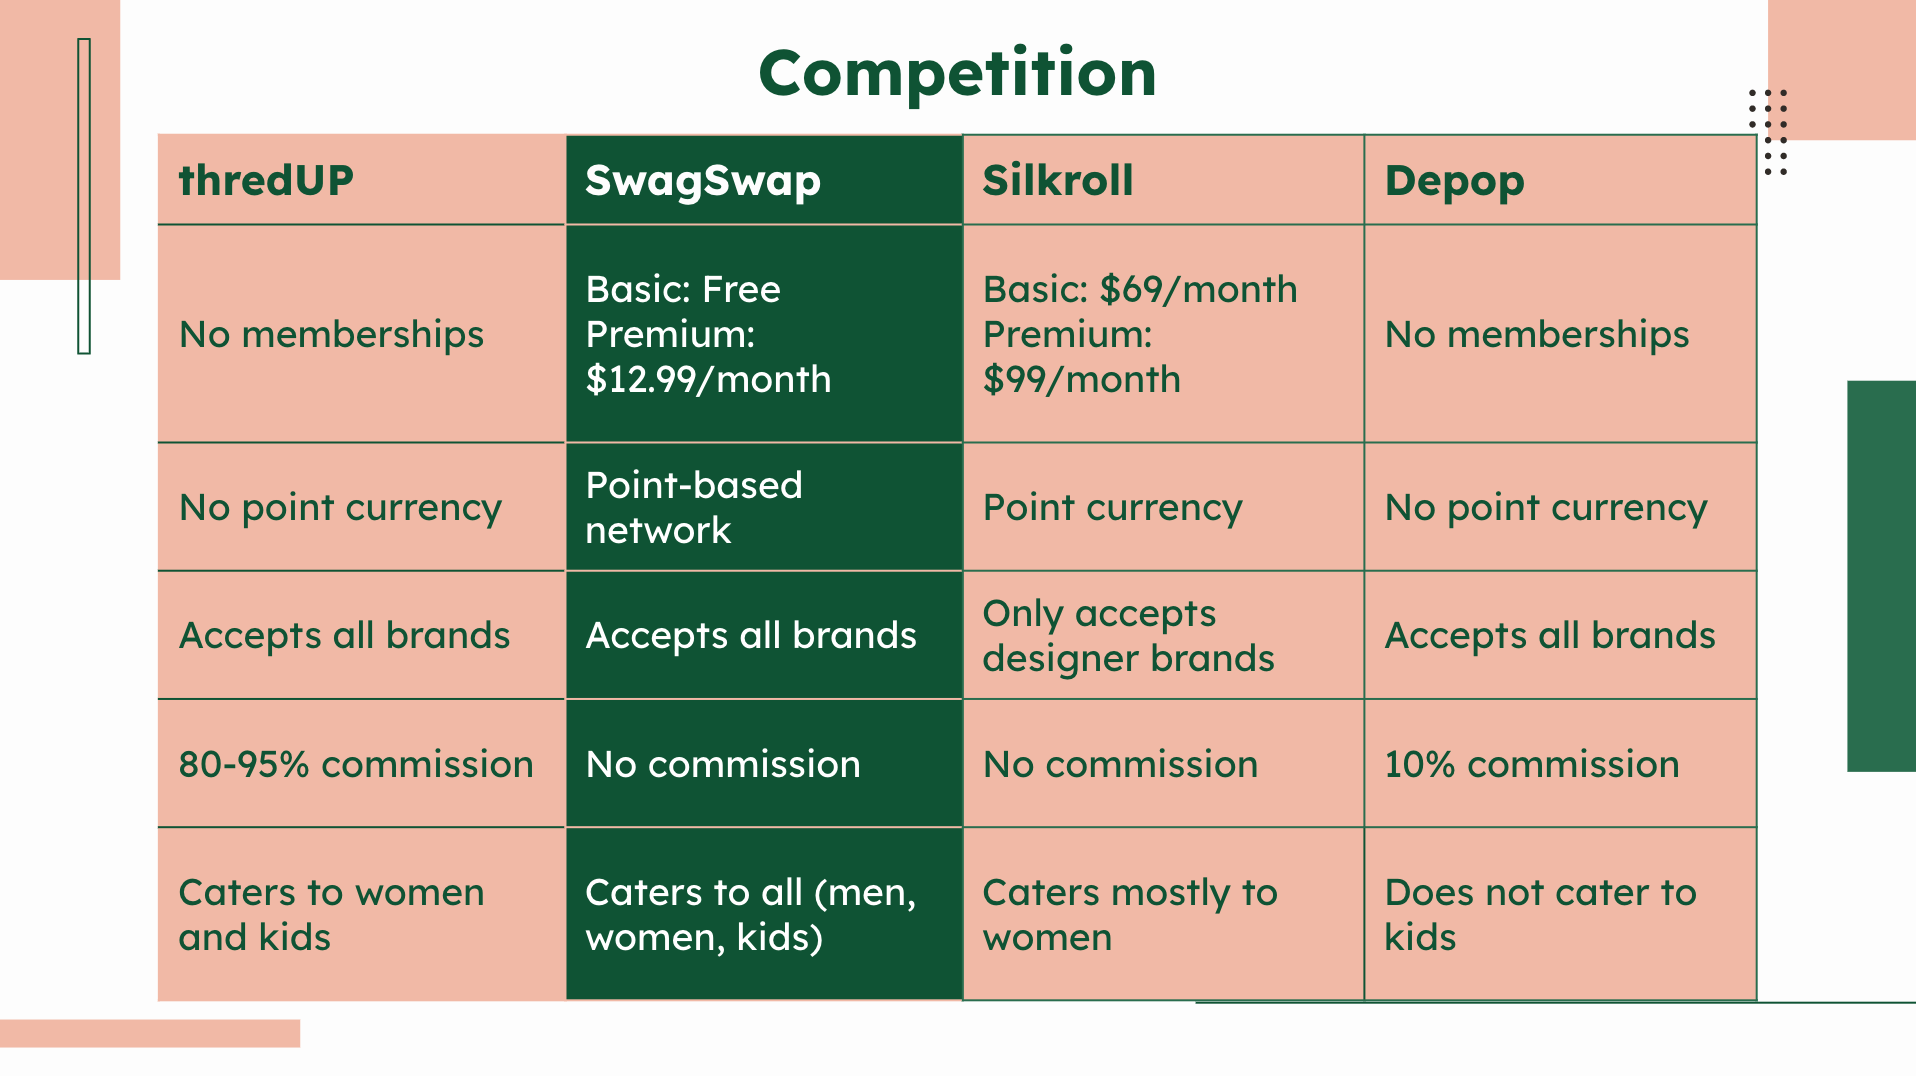 Competition
thredUP
SwagSwap
Silkroll
Depop
No memberships
Basic: Free
Premium:
$12.99/month
Basic: $69/month
Premium:
$99/month
No memberships
No point currency
Point-based
network
Point currency
No point currency
Accepts all brands
Accepts all brands
Only accepts
designer brands
Accepts all brands
80-95% commission
No commission
No commission
10% commission
Caters to women
and kids
Caters to all (men,
women, kids)
Caters mostly to
women
Does not cater to
kids